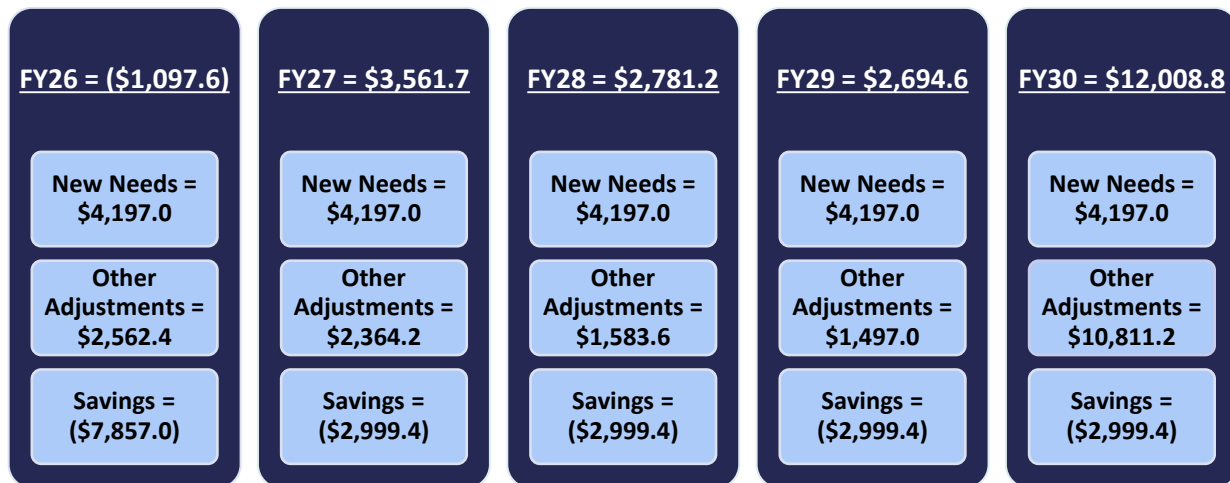 FY26 = ($1,097.6)
New Needs =
$4,197.0
Other
Adjustments =
$2,562.4
Savings =
($7,857.0)
FY27 = $3,561.7
New Needs =
$4,197.0
Other
Adjustments =
$2,364.2
Savings =
($2,999.4)
FY28 = $2,781.2
New Needs =
$4,197.0
Other
Adjustments =
$1,583.6
Savings =
($2,999.4)
FY29 = $2,694.6
New Needs =
$4,197.0
Other
Adjustments =
$1,497.0
Savings =
($2,999.4)
FY30 = $12,008.8
New Needs =
$4,197.0
Other
Adjustments =
$10,811.2
Savings =
($2,999.4)